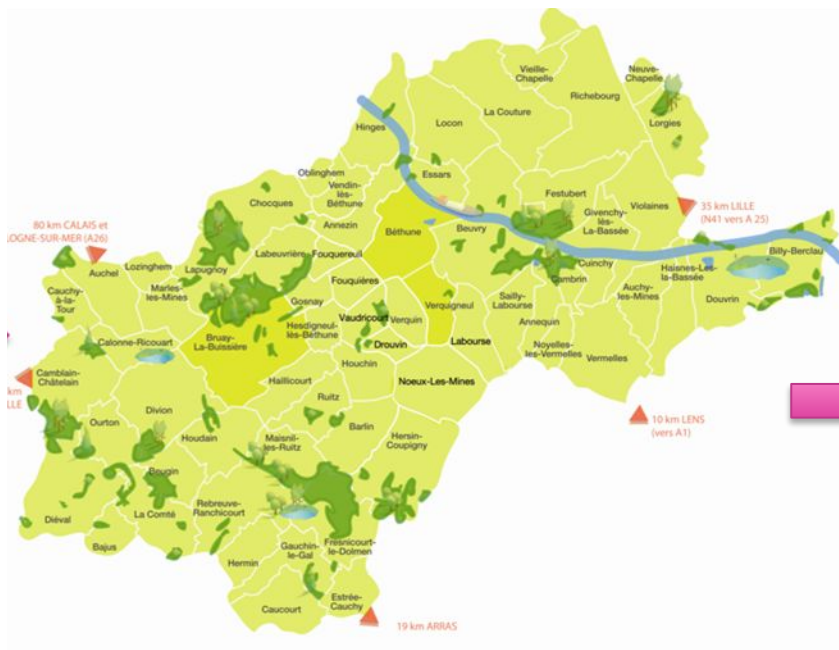 Vieille-
Chapelle
Neuve-
Chapelle
Richebourg
La Couture
Lorgies
Hinges
Locon
Oblinghem
Essars
Vendin-
lès-
Béthune
Chocques
Festubert
Violaines
35 km LILLE
(N41 vers A 25)
Givenchy-
lès-
La-Bassée
80 km CALAIS et
LOGNE-SUR-MER (A26)
Annezin
Béthune
Beuvry
Billy-Berclau
Labeuvrière
Fouquereuil
Cuinchy
Haisnes-Les-
la-Bassée
Auchel
Lozinghem
Lapugnoy
Fouquières
Cambrin
Marles-
les-Mines
Auchy-
les-Mines
Douvrin
Cauchy-
à-la-
Tour
Gosnay
Verquigneul
Sailly-
Labourse
Vaudricourt
Verquin
Annequin
Hesdigneul-
lès-Béthune
Bruay-
La-Buissière
Calonne-Ricouart
Drouvin
Labourse
Noyelles-
les-Vermelles
Vermelles
Houchin
Camblain-
Châtelain
Haillicourt
Noeux-Les-Mines
km
LLE
Ruitz
Divion
Ourton
10 km LENS
(vers A1)
Barlin
Houdain
Maisnil-
les-Ruitz
Hersin-
Coupigny
Beugin
Rebreuve-
Ranchicourt
La Comté
Diéval
Bajus
Gauchin-
le-Gal
Fresnicourt-
le-Dolmen
Hermin
Estrée-
Cauchy
Caucourt
19 km ARRAS